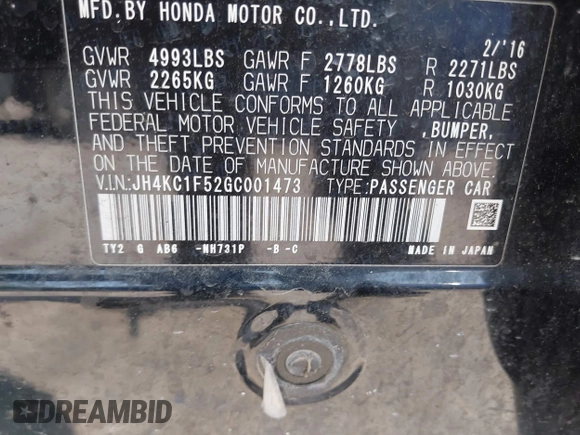 MFD. BY HONDA MOTOR CO., LTD.
2/'16
GVWR 4993LBS GAWR F 2778LBS R 2271LBS
GVWR 2265KG GAWR F 1260KG R 1030KG
THIS VEHICLE CONFORMS TO ALL APPLICABLE
FEDERAL MOTOR VEHICLE SAFETY ,BUMPER,
AND THEFT PREVENTION STANDARDS IN EFFECT
ON THE DATE OF MANUFACTURE SHOWN ABOVE.
V.IN:JH4KC1F52GC001473 TYPE:PASSENGER CAR
TY2 G AB6 -NH731P -B -C MADE IN JAPAN
DREAMBID